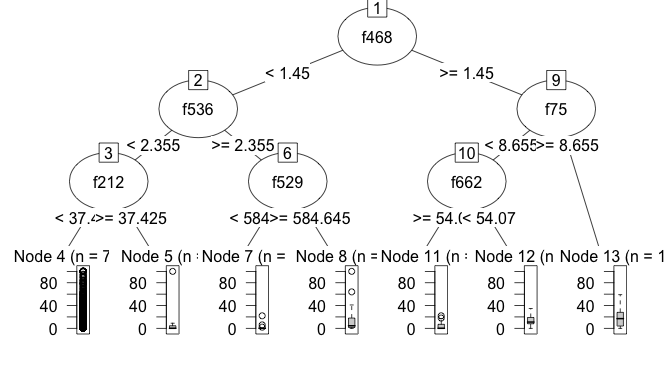 1
f468
< 1.45
>= 1.45
2
9
f536
f75
< 2.355
>= 2.355
< 8.655
>= 8.655
3
6
10
f212
f529
f662
< 37.4
>= 37.425
< 584
>= 584.645
>= 54.0
< 54.07
Node 4 (n = 7
Node 5 (n
Node 7 (n =
Node 8 (n =
Node 11 (n
Node 12 (n
Node 13 (n = 1
80 80 80 80 80 80 80
40 40 40 40 40 40 40
0 0 0 0 0 0 0